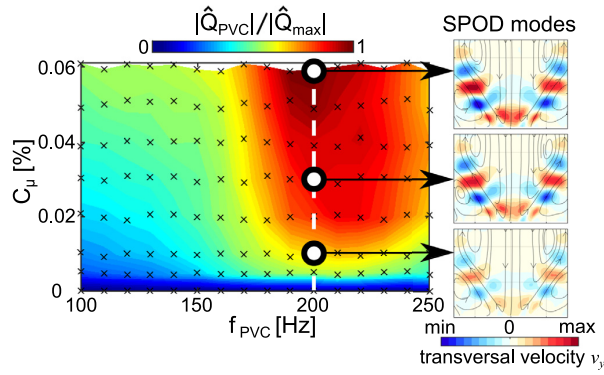 |Q̂PVC|/|Q̂max|
SPOD modes
0
1
0.06
0.04
0.02
0
Cμ [%]
100
150
200
250
fPVC [Hz]
min
0
max
transversal velocity vy